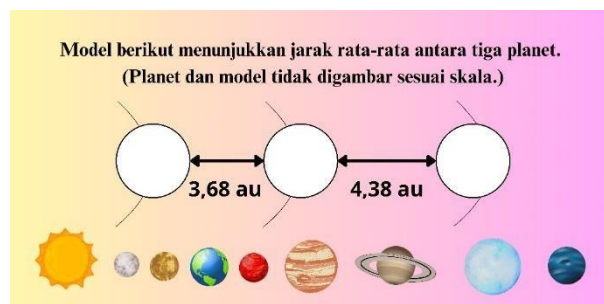 Model berikut menunjukkan jarak rata-rata antara tiga planet.
(Planet dan model tidak digambar sesuai skala.)
3,68 au
4,38 au